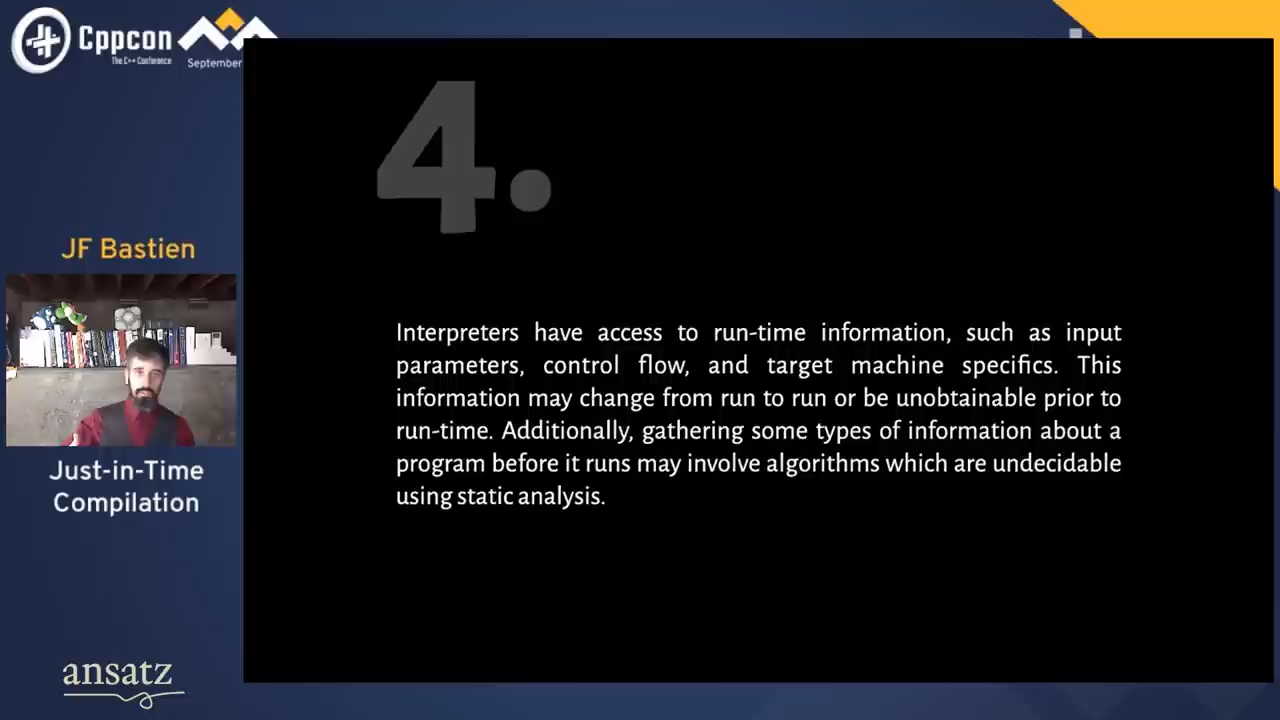 Cppcon
The C++ Conference
September
4.
JF Bastien
Interpreters have access to run-time information, such as input
parameters, control flow, and target machine specifics. This
information may change from run to run or be unobtainable prior to
run-time. Additionally, gathering some types of information about a
program before it runs may involve algorithms which are undecidable
using static analysis.
Just-in-Time
Compilation
ansatz